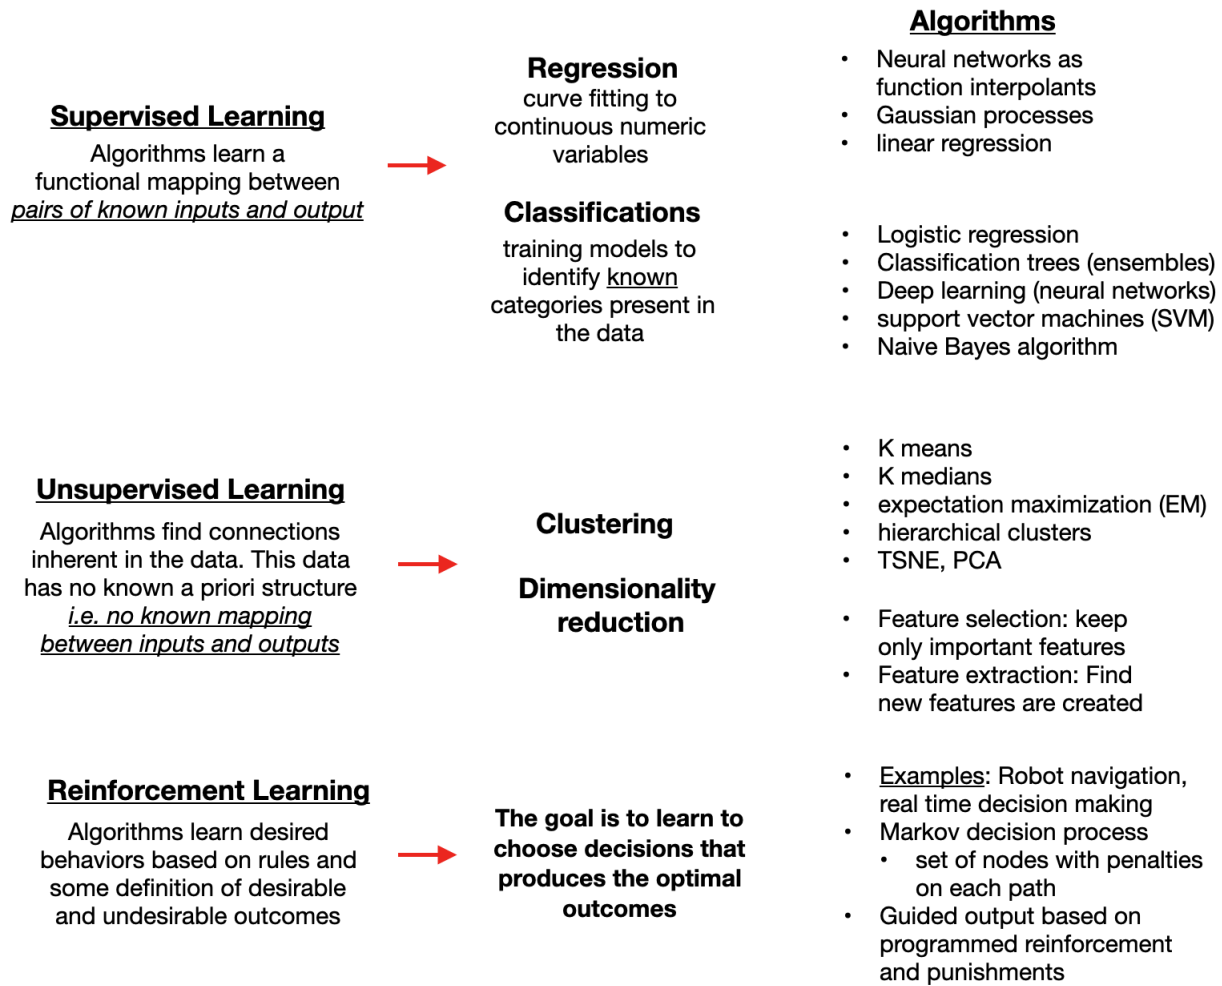 Algorithms
Supervised Learning
Algorithms learn a
functional mapping between
pairs of known inputs and output
Regression
curve fitting to
continuous numeric
variables
• Neural networks as
function interpolants
• Gaussian processes
• linear regression
Classifications
training models to
identify known
categories present in
the data
• Logistic regression
• Classification trees (ensembles)
• Deep learning (neural networks)
• support vector machines (SVM)
• Naive Bayes algorithm
Unsupervised Learning
Algorithms find connections
inherent in the data. This data
has no known a priori structure
i.e. no known mapping
between inputs and outputs
Clustering
Dimensionality
reduction
• K means
• K medians
• expectation maximization (EM)
• hierarchical clusters
• TSNE, PCA
• Feature selection: keep
only important features
• Feature extraction: Find
new features are created
Reinforcement Learning
Algorithms learn desired
behaviors based on rules and
some definition of desirable
and undesirable outcomes
The goal is to learn to
choose decisions that
produces the optimal
outcomes
• Examples: Robot navigation,
real time decision making
• Markov decision process
• set of nodes with penalties
on each path
• Guided output based on
programmed reinforcement
and punishments